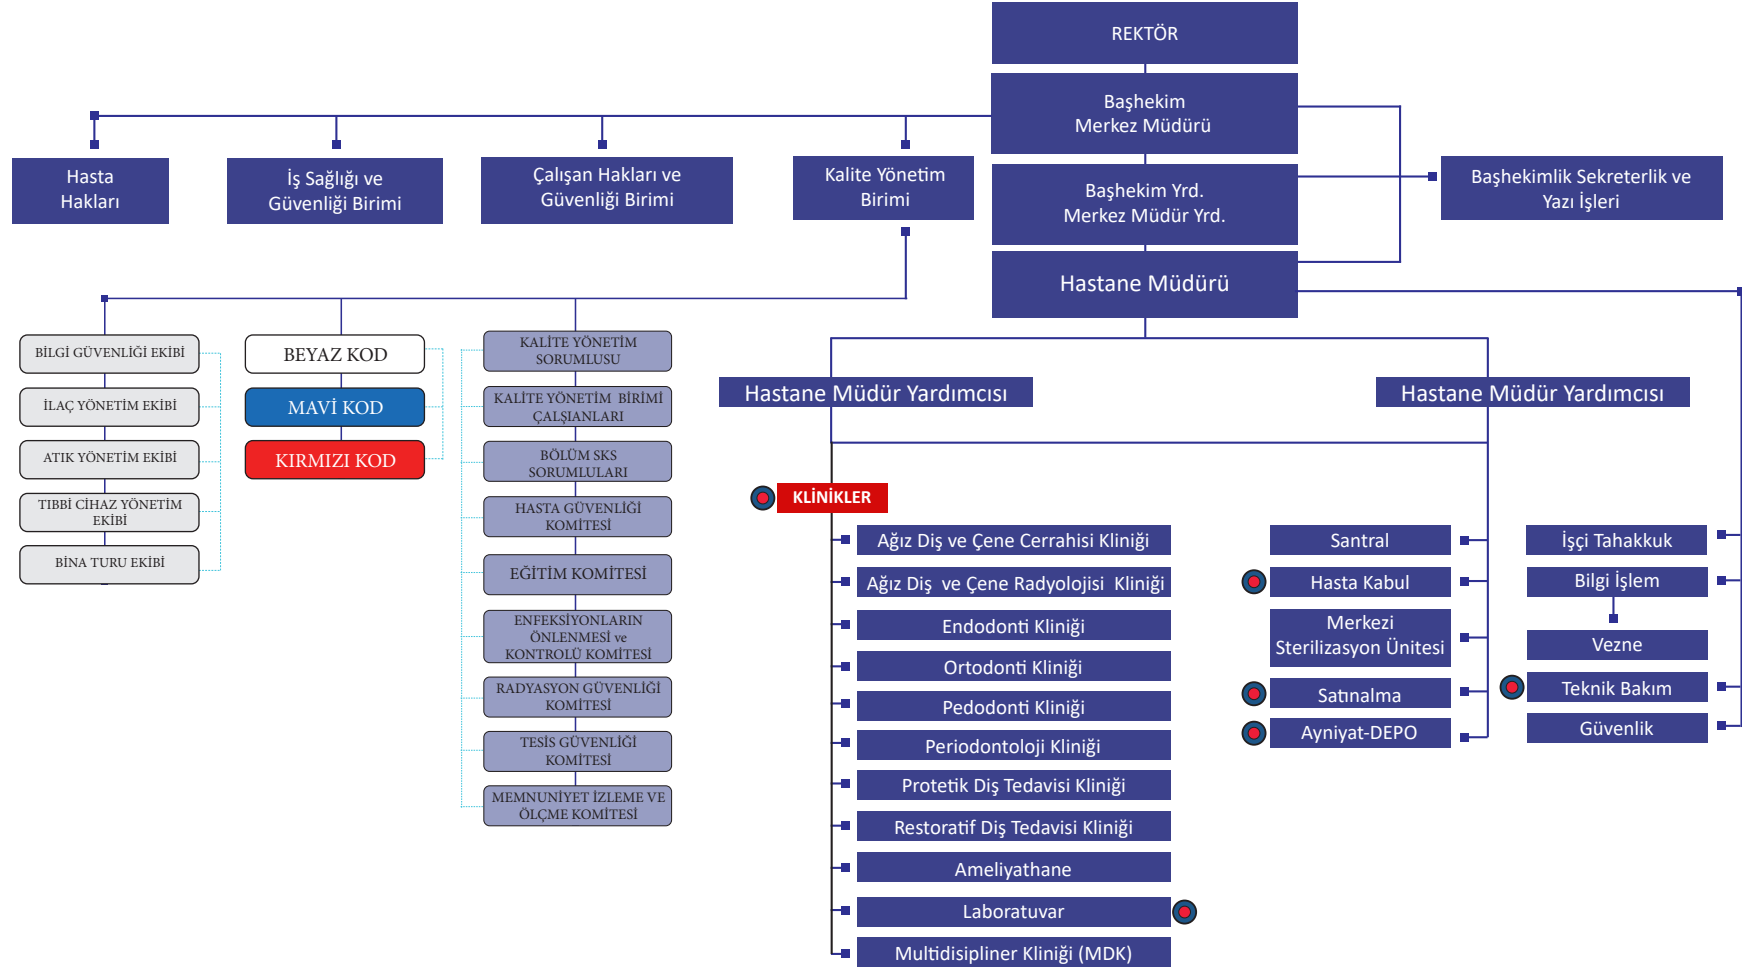 REKTÖR
Başhekim
Merkez Müdürü
Hasta
Hakları
İş Sağlığı ve
Güvenliği Birimi
Çalışan Hakları ve
Güvenliği Birimi
Kalite Yönetim
Birimi
Başhekim Yrd.
Merkez Müdür Yrd.
Başhekimlik Sekreterlik ve
Yazı İşleri
Hastane Müdürü
BİLGİ GÜVENLİĞİ EKİBİ
İLAÇ YÖNETİM EKİBİ
ATIK YÖNETİM EKİBİ
TIBBİ CİHAZ YÖNETİM
EKİBİ
BİNA TURU EKİBİ
BEYAZ KOD
MAVİ KOD
KIRMIZI KOD
KALİTE YÖNETİM
SORUMLUSU
KALİTE YÖNETİM BİRİMİ
ÇALŞIANLARI
BÖLÜM SKS
SORUMLULARI
HASTA GÜVENLİĞİ
KOMİTESİ
EĞİTİM KOMİTESİ
ENFEKSİYONLARIN
ÖNLENMESİ ve
KONTROLÜ KOMİTESİ
RADYASYON GÜVENLİĞİ
KOMİTESİ
TESİS GÜVENLİĞİ
KOMİTESİ
MEMNUNİYET İZLEME VE
ÖLÇME KOMİTESİ
Hastane Müdür Yardımcısı
Hastane Müdür Yardımcısı
KLİNİKLER
Ağız Diş ve Çene Cerrahisi Kliniği
Ağız Diş ve Çene Radyolojisi Kliniği
Endodonti Kliniği
Ortodonti Kliniği
Pedodonti Kliniği
Periodontoloji Kliniği
Protetik Diş Tedavisi Kliniği
Restoratif Diş Tedavisi Kliniği
Ameliyathane
Laboratuvar
Multidisipliner Kliniği (MDK)
Santral
Hasta Kabul
Merkezi
Sterilizasyon Ünitesi
Satınalma
Ayniyat-DEPO
İşçi Tahakkuk
Bilgi İşlem
Vezne
Teknik Bakım
Güvenlik